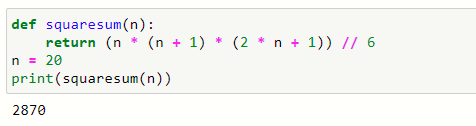 def squaresum(n):
    return (n * (n + 1) * (2 * n + 1)) // 6
n = 20
print(squaresum(n))
2870